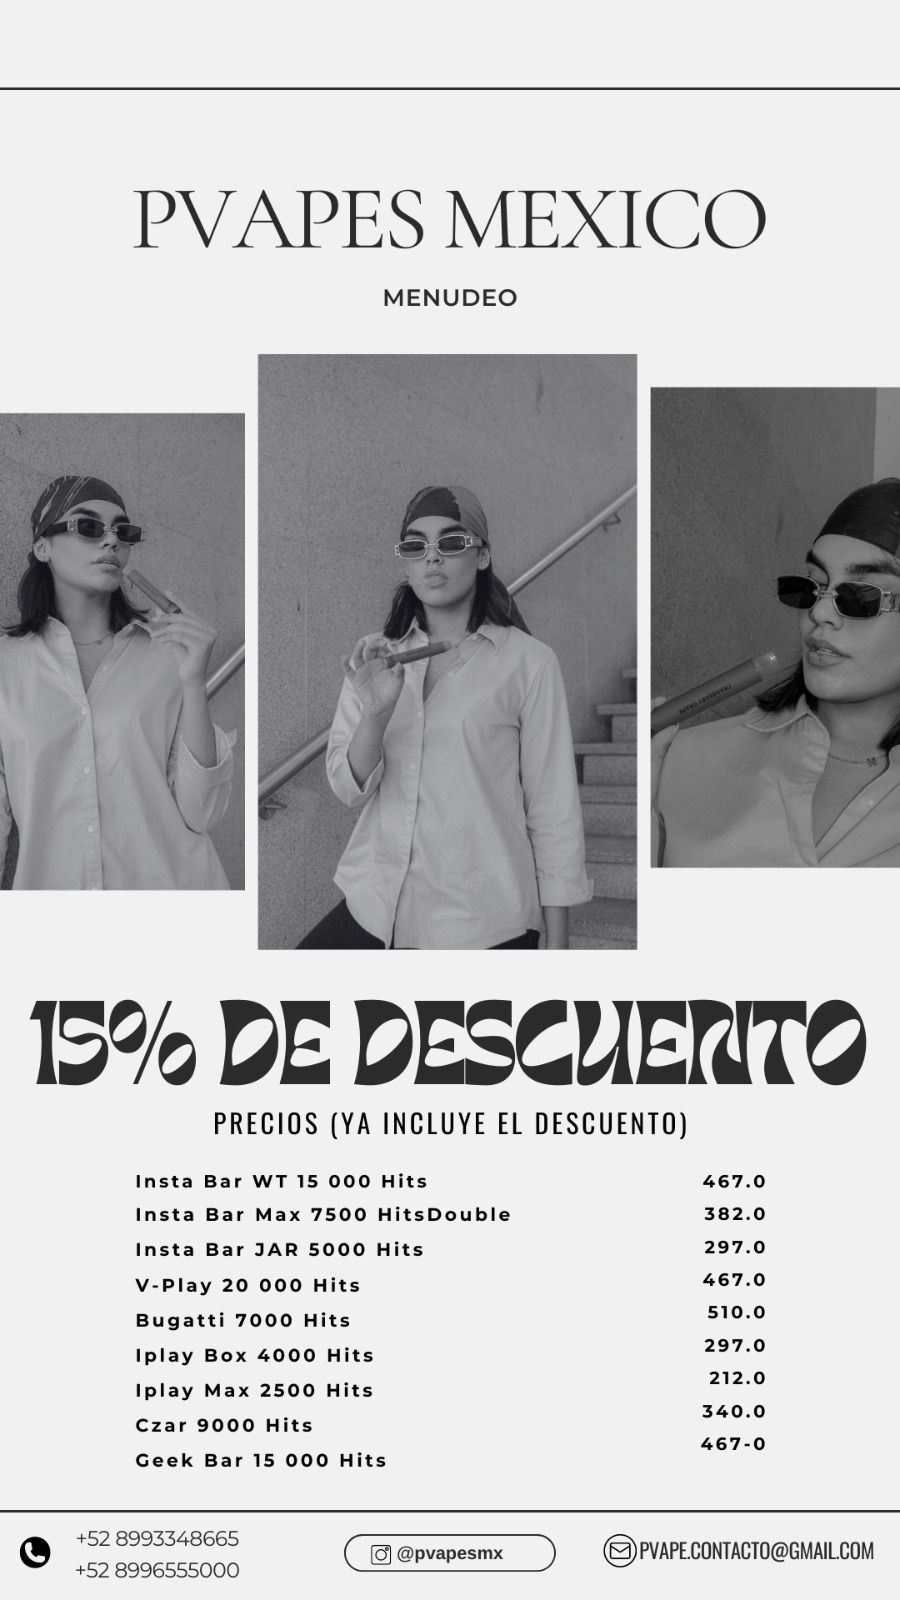 PVAPES MEXICO
MENUDEO
CRANBERRY GRAPE
15% DE DESCUENTO
PRECIOS (YA INCLUYE EL DESCUENTO)
Insta Bar WT 15 000 Hits 467.0
Insta Bar Max 7500 HitsDouble 382.0
Insta Bar JAR 5000 Hits 297.0
V-Play 20 000 Hits 467.0
Bugatti 7000 Hits 510.0
Iplay Box 4000 Hits 297.0
Iplay Max 2500 Hits 212.0
Czar 9000 Hits 340.0
Geek Bar 15 000 Hits 467-0
+52 8993348665
+52 8996555000
@pvapesmx
PVAPE.CONTACTO@GMAIL.COM